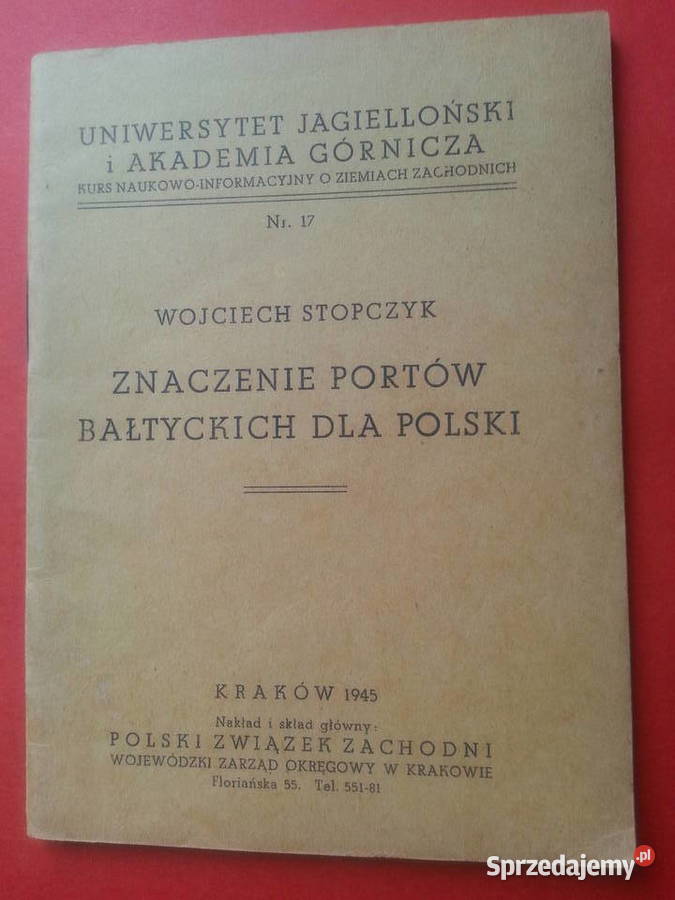 UNIWERSYTET JAGIELLOŃSKI
i AKADEMIA GÓRNICZA
KURS NAUKOWO-INFORMACYJNY O ZIEMIACH ZACHODNICH
Nr. 17
WOJCIECH STOPCZYK
ZNACZENIE PORTÓW
BAŁTYCKICH DLA POLSKI
KRAKÓW 1945
Nakład i skład główny:
POLSKI ZWIĄZEK ZACHODNI
WOJEWÓDZKI ZARZĄD OKRĘGOWY W KRAKOWIE
Floriańska 55. Tel. 551-81
Sprzedajemy.pl